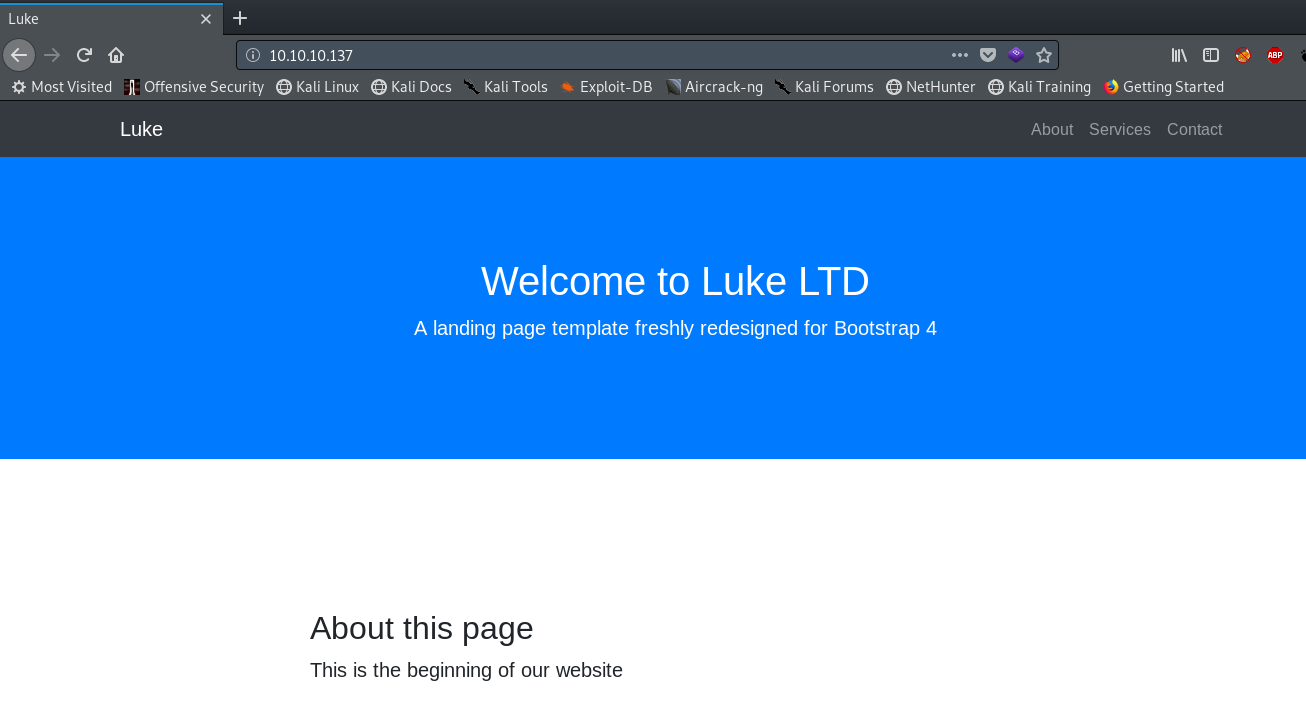 Luke
10.10.10.137
ABP
Most Visited Offensive Security Kali Linux Kali Docs Kali Tools Exploit-DB Aircrack-ng Kali Forums NetHunter Kali Training Getting Started
Luke About Services Contact
Welcome to Luke LTD
A landing page template freshly redesigned for Bootstrap 4
About this page
This is the beginning of our website